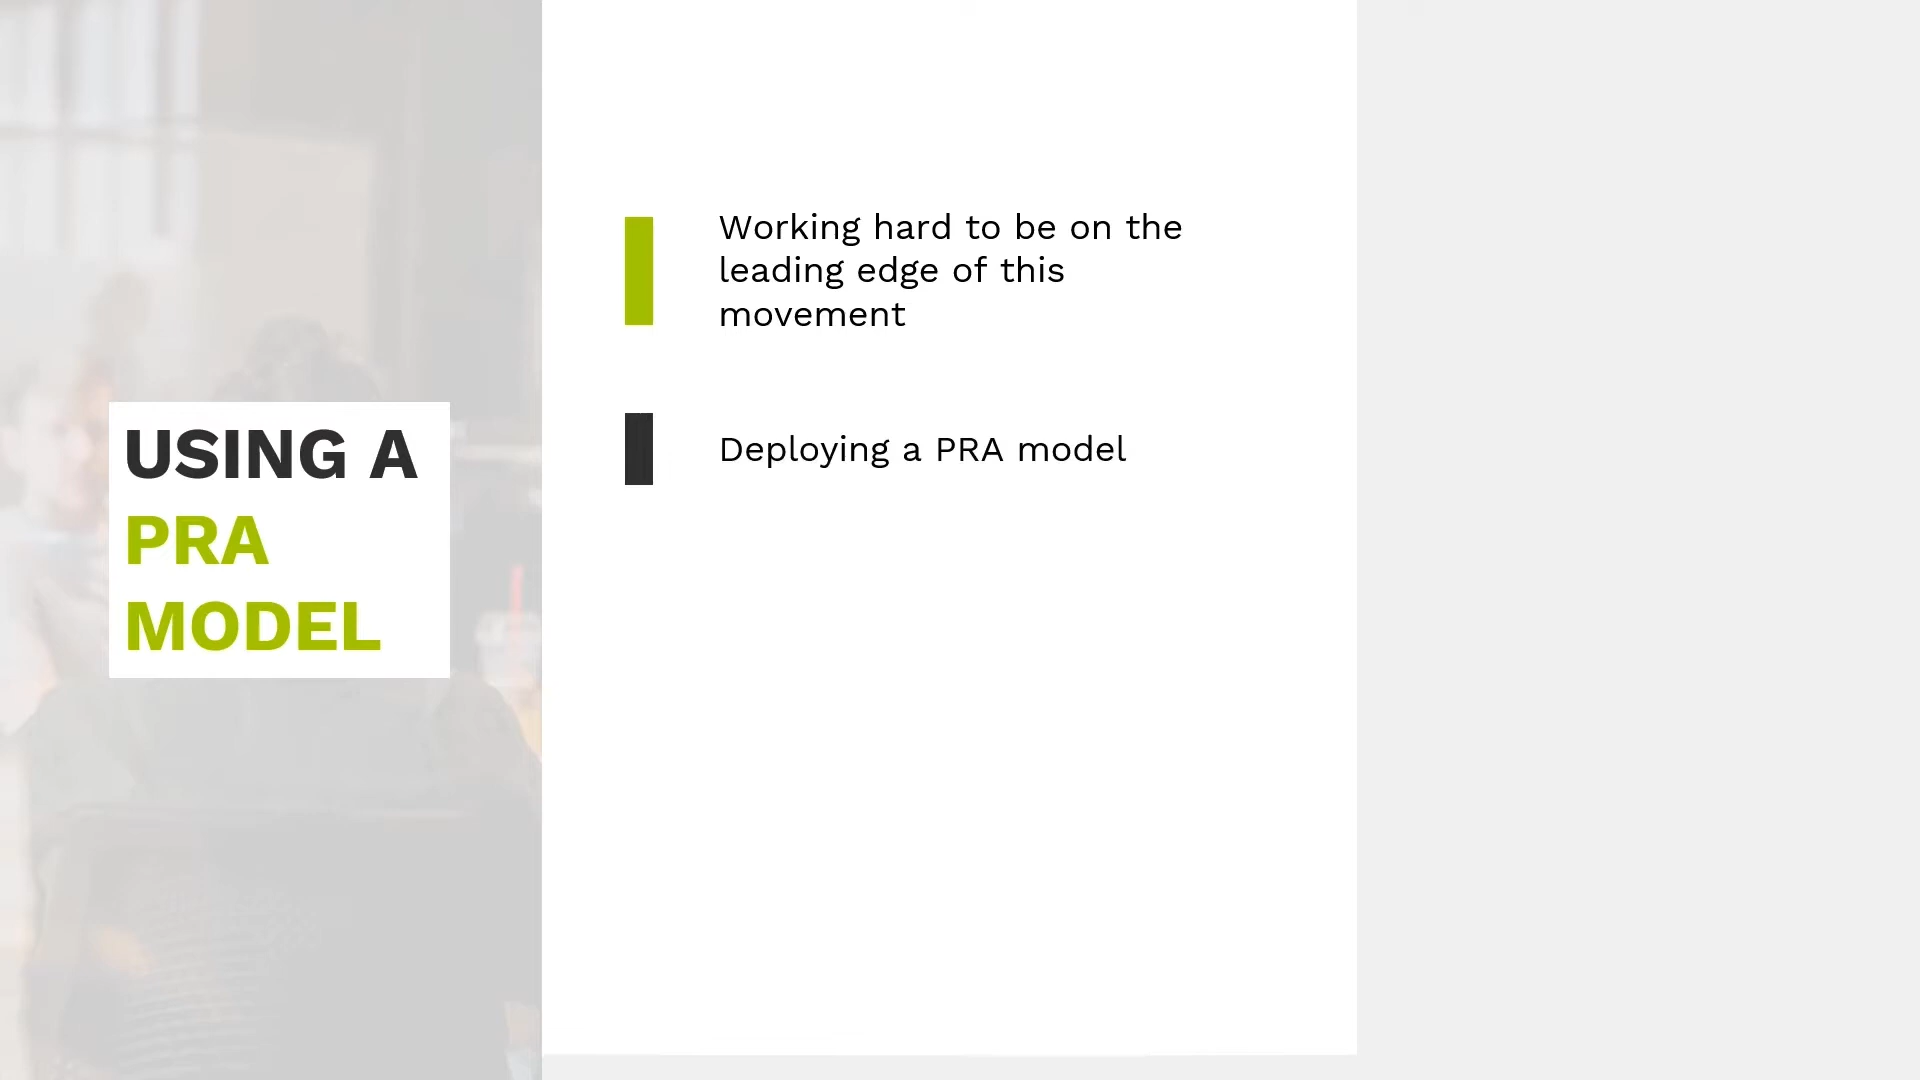 USING A
PRA
MODEL
Working hard to be on the
leading edge of this
movement
Deploying a PRA model